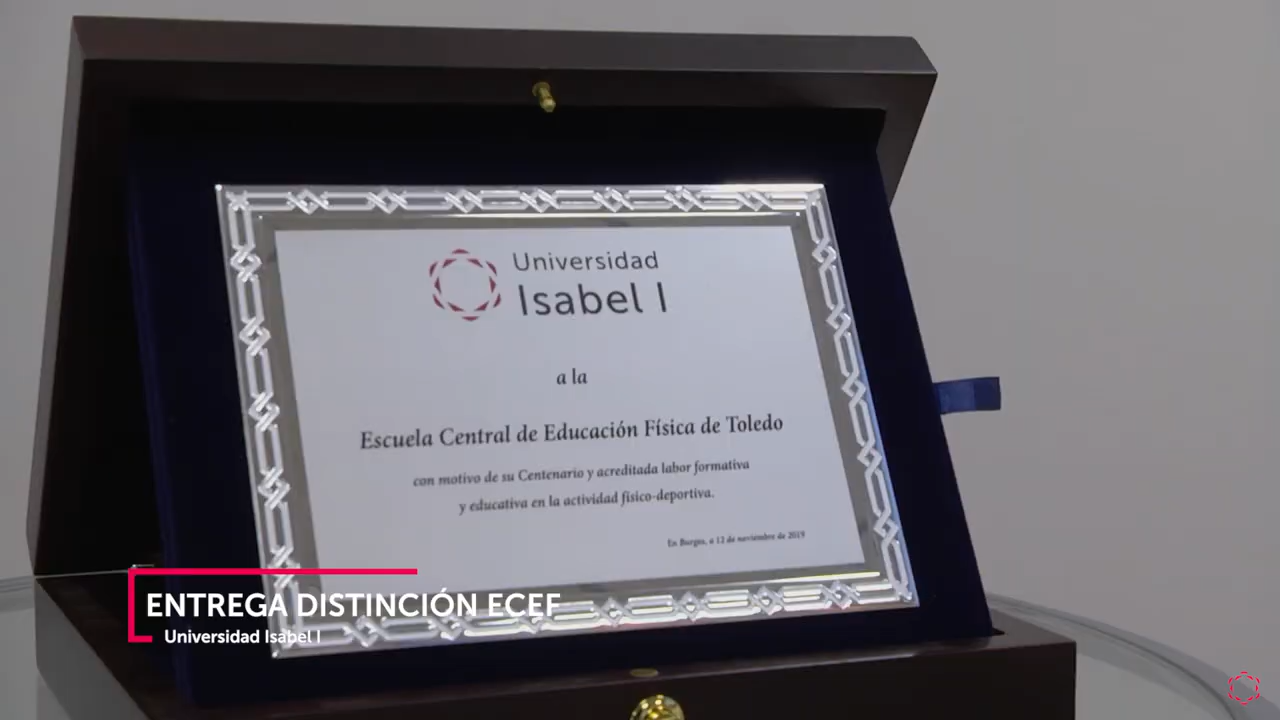 Universidad
Isabel I
a la
Escuela Central de Educación Física de Toledo
con motivo de su Centenario y acreditada labor formativa
y educativa en la actividad físico-deportiva.
En Burgos, a 12 de noviembre de 2019
ENTREGA DISTINCIÓN ECEF
Universidad Isabel I